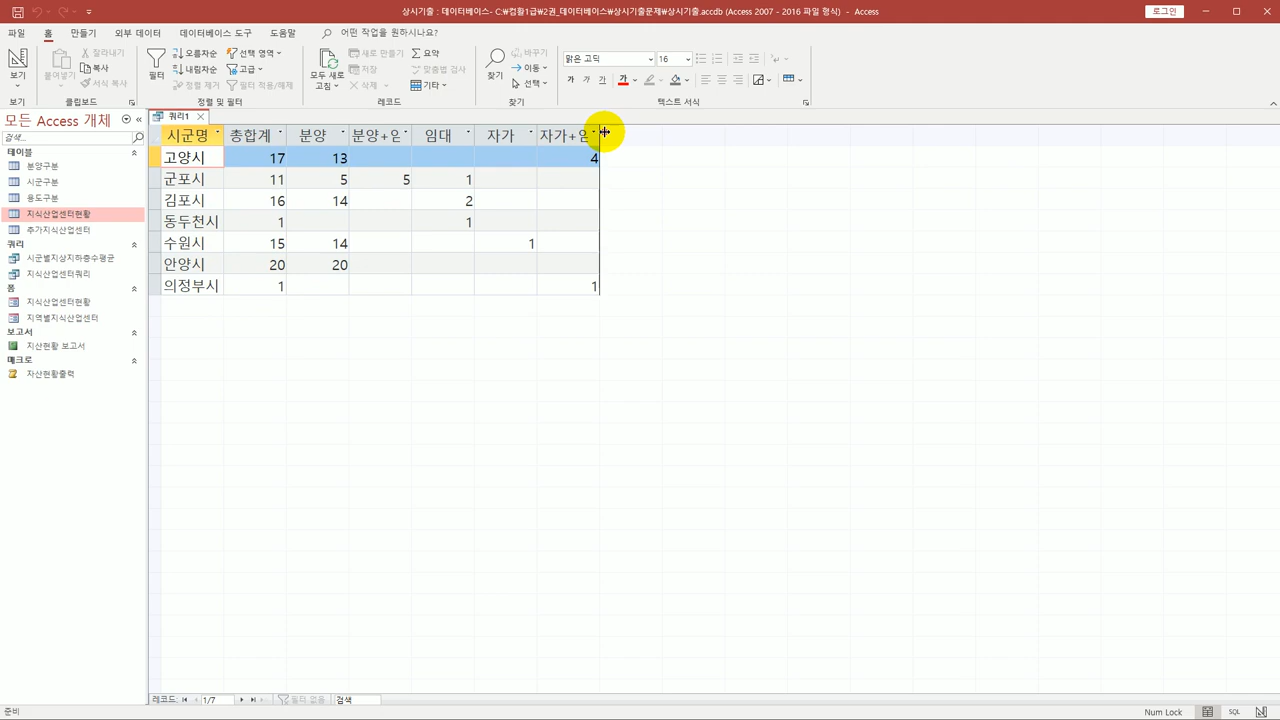 상시기술 : 데이터베이스- C:₩컴활1급₩2권_데이터베이스₩상시기출문제₩상시기출.accdb (Access 2007 - 2016 파일 형식) - Access
로그인
파일 홈 만들기 외부 데이터 데이터베이스 도구 도움말 어떤 작업을 원하시나요?
보기
붙여넣기
잘라내기
복사
서식 복사
필터
오름차순
내림차순
정렬 제거
선택 영역
고급
필터 적용/해제
모두 새로 고침
새로 만들기
저장
삭제
요약
맞춤법 검사
기타
찾기
바꾸기
이동
선택
맑은 고딕 16
가 가 가 가
보기 클립보드 정렬 및 필터 레코드 찾기 텍스트 서식
모든 Access 개체
검색...
테이블
분양구분
시군구분
용도구분
지식산업센터현황
추가지식산업센터
쿼리
시군별지상지하층수평균
지식산업센터쿼리
폼
지식산업센터현황
지역별지식산업센터
보고서
지산현황 보고서
매크로
자산현황출력
쿼리1
시군명 총합계 분양 분양+임 임대 자가 자가+임
고양시 17 13 4
군포시 11 5 5 1
김포시 16 14 2
동두천시 1 1
수원시 15 14 1
안양시 20 20
의정부시 1 1
레코드: 1/7 필터 없음 검색
준비 Num Lock SQL